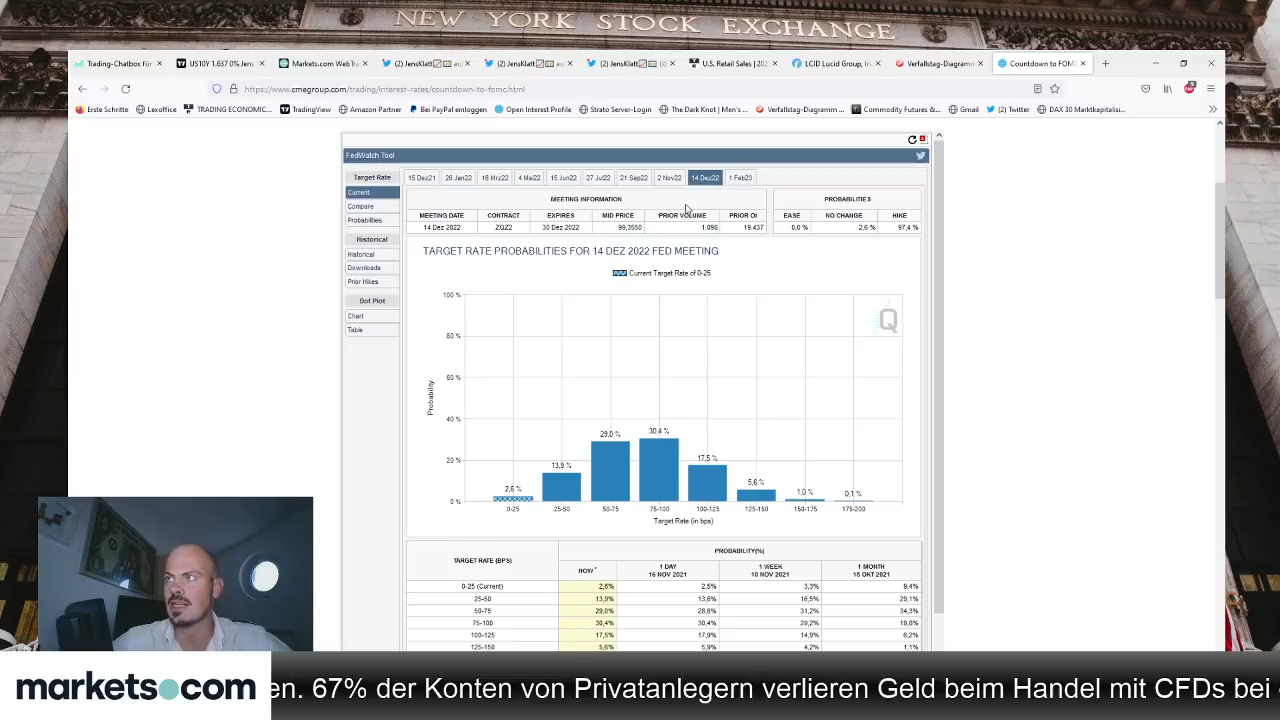 NEW YORK STOCK EXCHANGE
Trading-Chatbox für
US10Y 1.637 0% Jens
Markets.com WebTra
(2) JensKlatt
(2) JensKlatt
JensKlatt
U.S. Retail Sales | 202
LCID Lucid Group, Inc
Verfallstag-Diagramm
Countdown to FOMC
https://www.cmegroup.com/trading/interest-rates/countdown-to-fomc.html
Erste Schritte
Lexoffice
TRADING ECONOMIC...
TradingView
Amazon Partner
Bei PayPal einloggen
Open Interest Profile
Strato Server-Login
The Dark Knot | Men's ...
Verfallstag-Diagramm ...
Commodity Futures &...
Gmail
(2) Twitter
DAX 30 Marktkapitalisi...
FedWatch Tool
Target Rate
Current
Compare
Probabilities
Historical
Historical
Downloads
Prior Hikes
Dot Plot
Chart
Table
15 Dez21 26 Jan22 16 Mrz22 4 Mai22 15 Jun22 27 Jul22 21 Sep22 2 Nov22 14 Dez22 1 Feb23
MEETING INFORMATION
MEETING DATE CONTRACT EXPIRES MID PRICE PRIOR VOLUME PRIOR OI
14 Dez 2022 ZQZ2 30 Dez 2022 99,3550 1.098 19.437
PROBABILITIES
EASE NO CHANGE HIKE
0,0 % 2,6 % 97,4 %
TARGET RATE PROBABILITIES FOR 14 DEZ 2022 FED MEETING
Current Target Rate of 0-25
Q
Probability
100 %
80 %
60 %
40 %
20 %
0 %
2,6 %
13,9 %
29,0 %
30,4 %
17,5 %
5,6 %
1,0 %
0,1 %
0-25 25-50 50-75 75-100 100-125 125-150 150-175 175-200
Target Rate (in bps)
TARGET RATE (BPS) PROBABILITY(%)
NOW * 1 DAY 1 WEEK 1 MONTH
16 NOV 2021 10 NOV 2021 15 OKT 2021
0-25 (Current) 2,6% 2,5% 3,3% 9,4%
25-50 13,9% 13,6% 16,5% 29,1%
50-75 29,0% 28,6% 31,2% 34,3%
75-100 30,4% 30,4% 29,2% 19,8%
100-125 17,5% 17,9% 14,9% 6,2%
125-150 5,6% 5,9% 4,2% 1,1%
markets.com
en. 67% der Konten von Privatanlegern verlieren Geld beim Handel mit CFDs bei